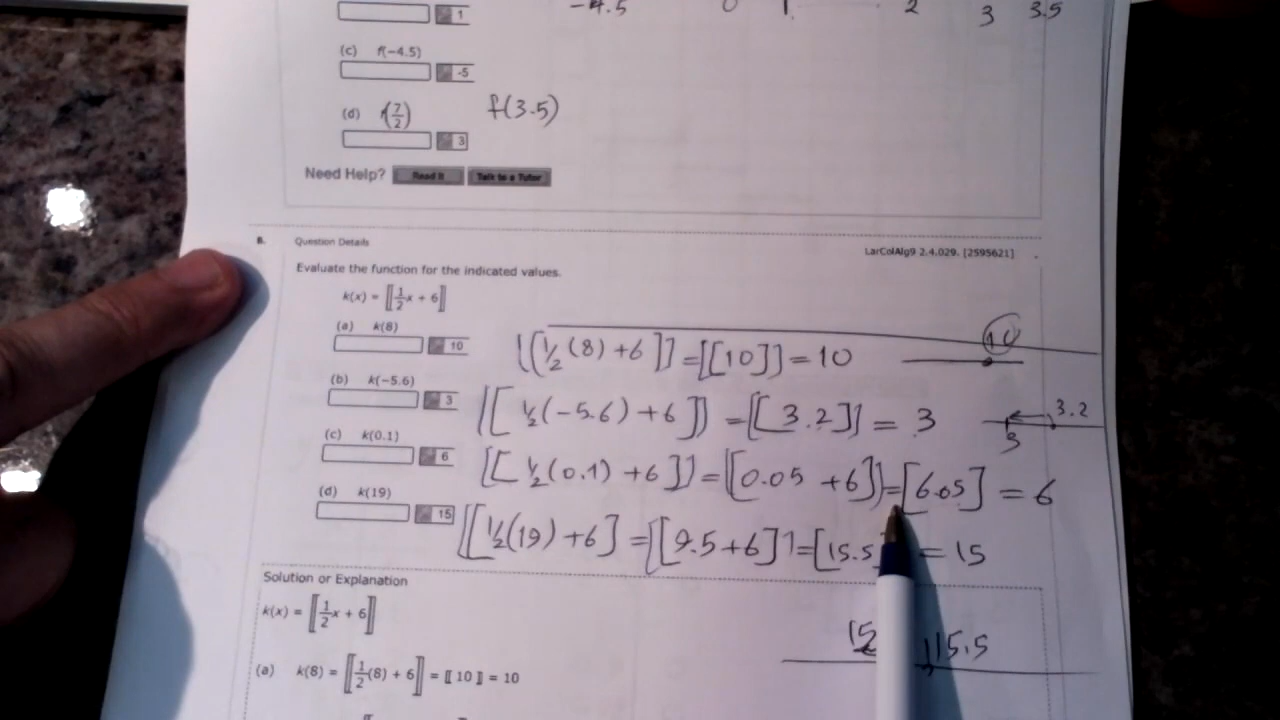 1 -4.5 0 1 2 3 3.5
(c) f(-4.5)
-5
(d) f(7/2) f(3.5)
3
Need Help? Read It Talk to a Tutor
8. Question Details LarColAlg9 2.4.029. [2595621]
Evaluate the function for the indicated values.
k(x) = [[1/2x + 6]]
(a) k(8)
10 [[1/2(8)+6]]=[[10]]=10 10
(b) k(-5.6)
3 [[1/2(-5.6)+6]]=[[3.2]]=3 3 3.2
(c) k(0.1)
6 [[1/2(0.1)+6]]=[[0.05+6]]=[6.05]=6
(d) k(19)
15 [[1/2(19)+6]=[[9.5+6]]=[15.5 =15
Solution or Explanation
k(x) = [[1/2x + 6]]
15 15.5
(a) k(8) = [[1/2(8) + 6]] = [[10]] = 10